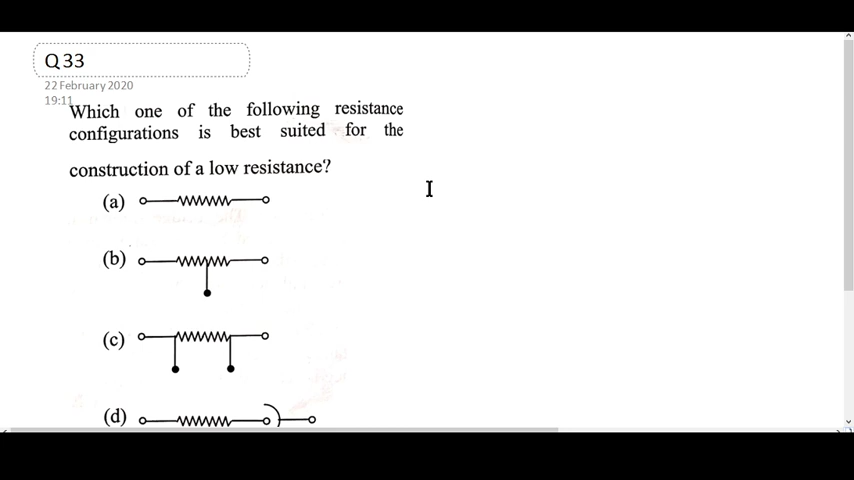 Q 33
22 February 2020
19:11
Which one of the following resistance
configurations is best suited for the
construction of a low resistance?
(a)
(b)
(c)
(d)